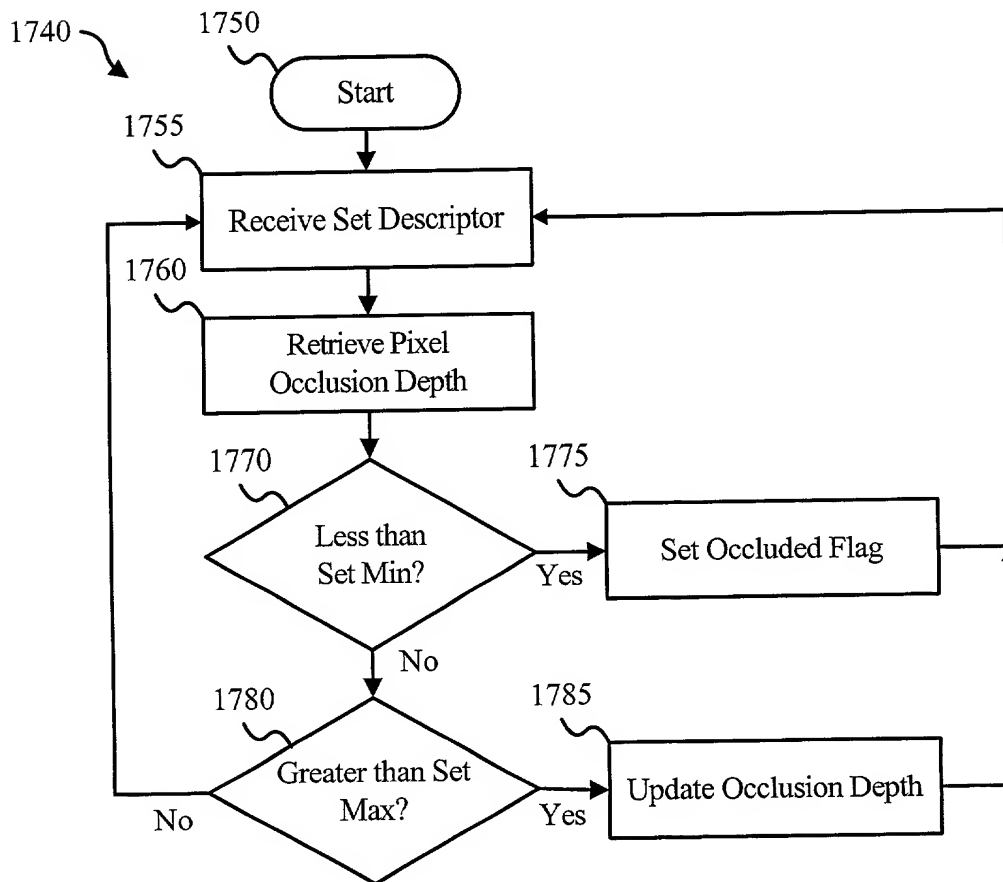 1740
1750
Start
1755
Receive Set Descriptor
1760
Retrieve Pixel
Occlusion Depth
1770
Less than
Set Min?
Yes
1775
Set Occluded Flag
No
1780
Greater than Set
Max?
No
Yes
1785
Update Occlusion Depth